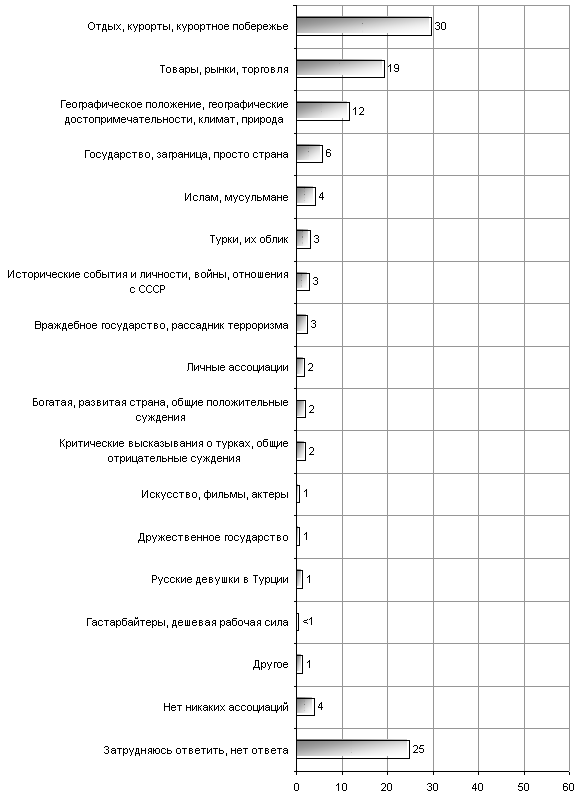 Отдых, курорты, курортное побережье 30
Товары, рынки, торговля 19
Географическое положение, географические
достопримечательности, климат, природа 12
Государство, заграница, просто страна 6
Ислам, мусульмане 4
Турки, их облик 3
Исторические события и личности, войны, отношения
с СССР 3
Враждебное государство, рассадник терроризма 3
Личные ассоциации 2
Богатая, развитая страна, общие положительные
суждения 2
Критические высказывания о турках, общие
отрицательные суждения 2
Искусство, фильмы, актеры 1
Дружественное государство 1
Русские девушки в Турции 1
Гастарбайтеры, дешевая рабочая сила <1
Другое 1
Нет никаких ассоциаций 4
Затрудняюсь ответить, нет ответа 25
0 10 20 30 40 50 60